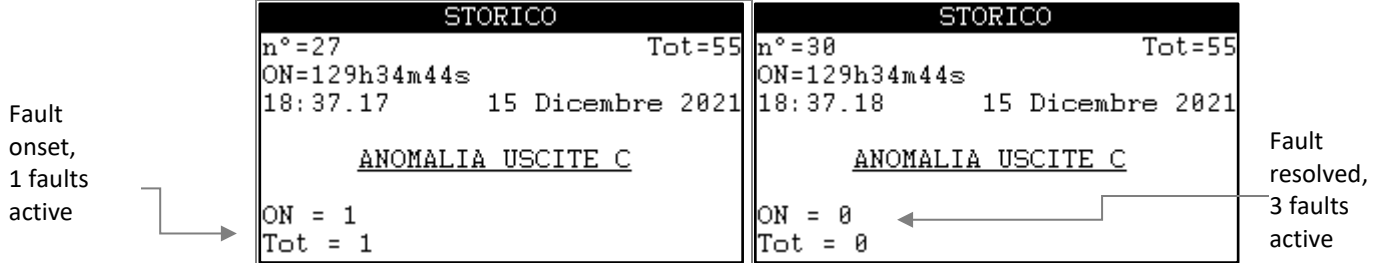 Fault
onset,
1 faults
active
STORICO
n°=27 Tot=55
ON=129h34m44s
18:37.17 15 Dicembre 2021
ANOMALIA USCITE C
ON = 1
Tot = 1
STORICO
n°=30 Tot=55
ON=129h34m44s
18:37.18 15 Dicembre 2021
ANOMALIA USCITE C
ON = 0
Tot = 0
Fault
resolved,
3 faults
active